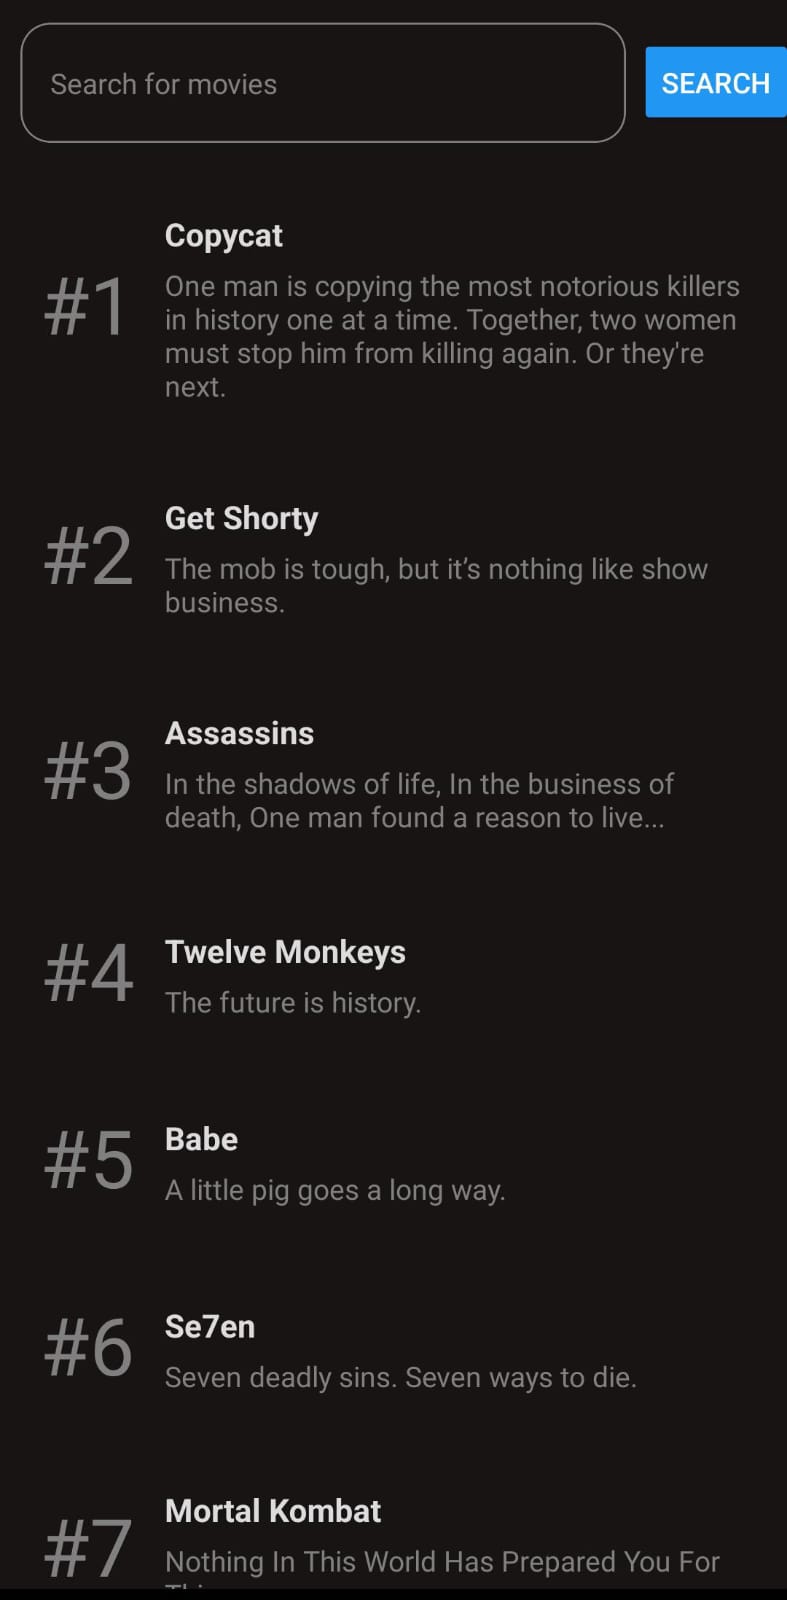 Search for movies
SEARCH
#1
Copycat
One man is copying the most notorious killers
in history one at a time. Together, two women
must stop him from killing again. Or they're
next.
#2
Get Shorty
The mob is tough, but it’s nothing like show
business.
#3
Assassins
In the shadows of life, In the business of
death, One man found a reason to live...
#4
Twelve Monkeys
The future is history.
#5
Babe
A little pig goes a long way.
#6
Se7en
Seven deadly sins. Seven ways to die.
#7
Mortal Kombat
Nothing In This World Has Prepared You For